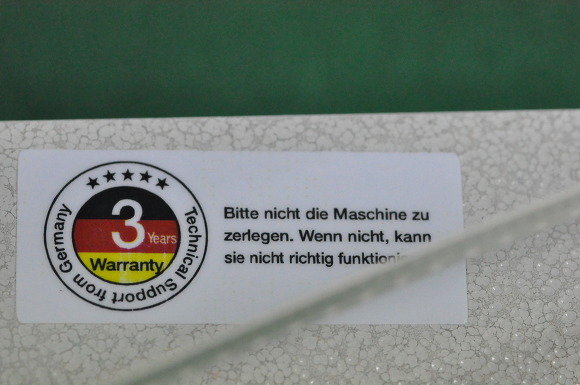 ★★★★★
3
Years
Warranty
Technical Support from Germany
Bitte nicht die Maschine zu
zerlegen. Wenn nicht, kann
sie nicht richtig